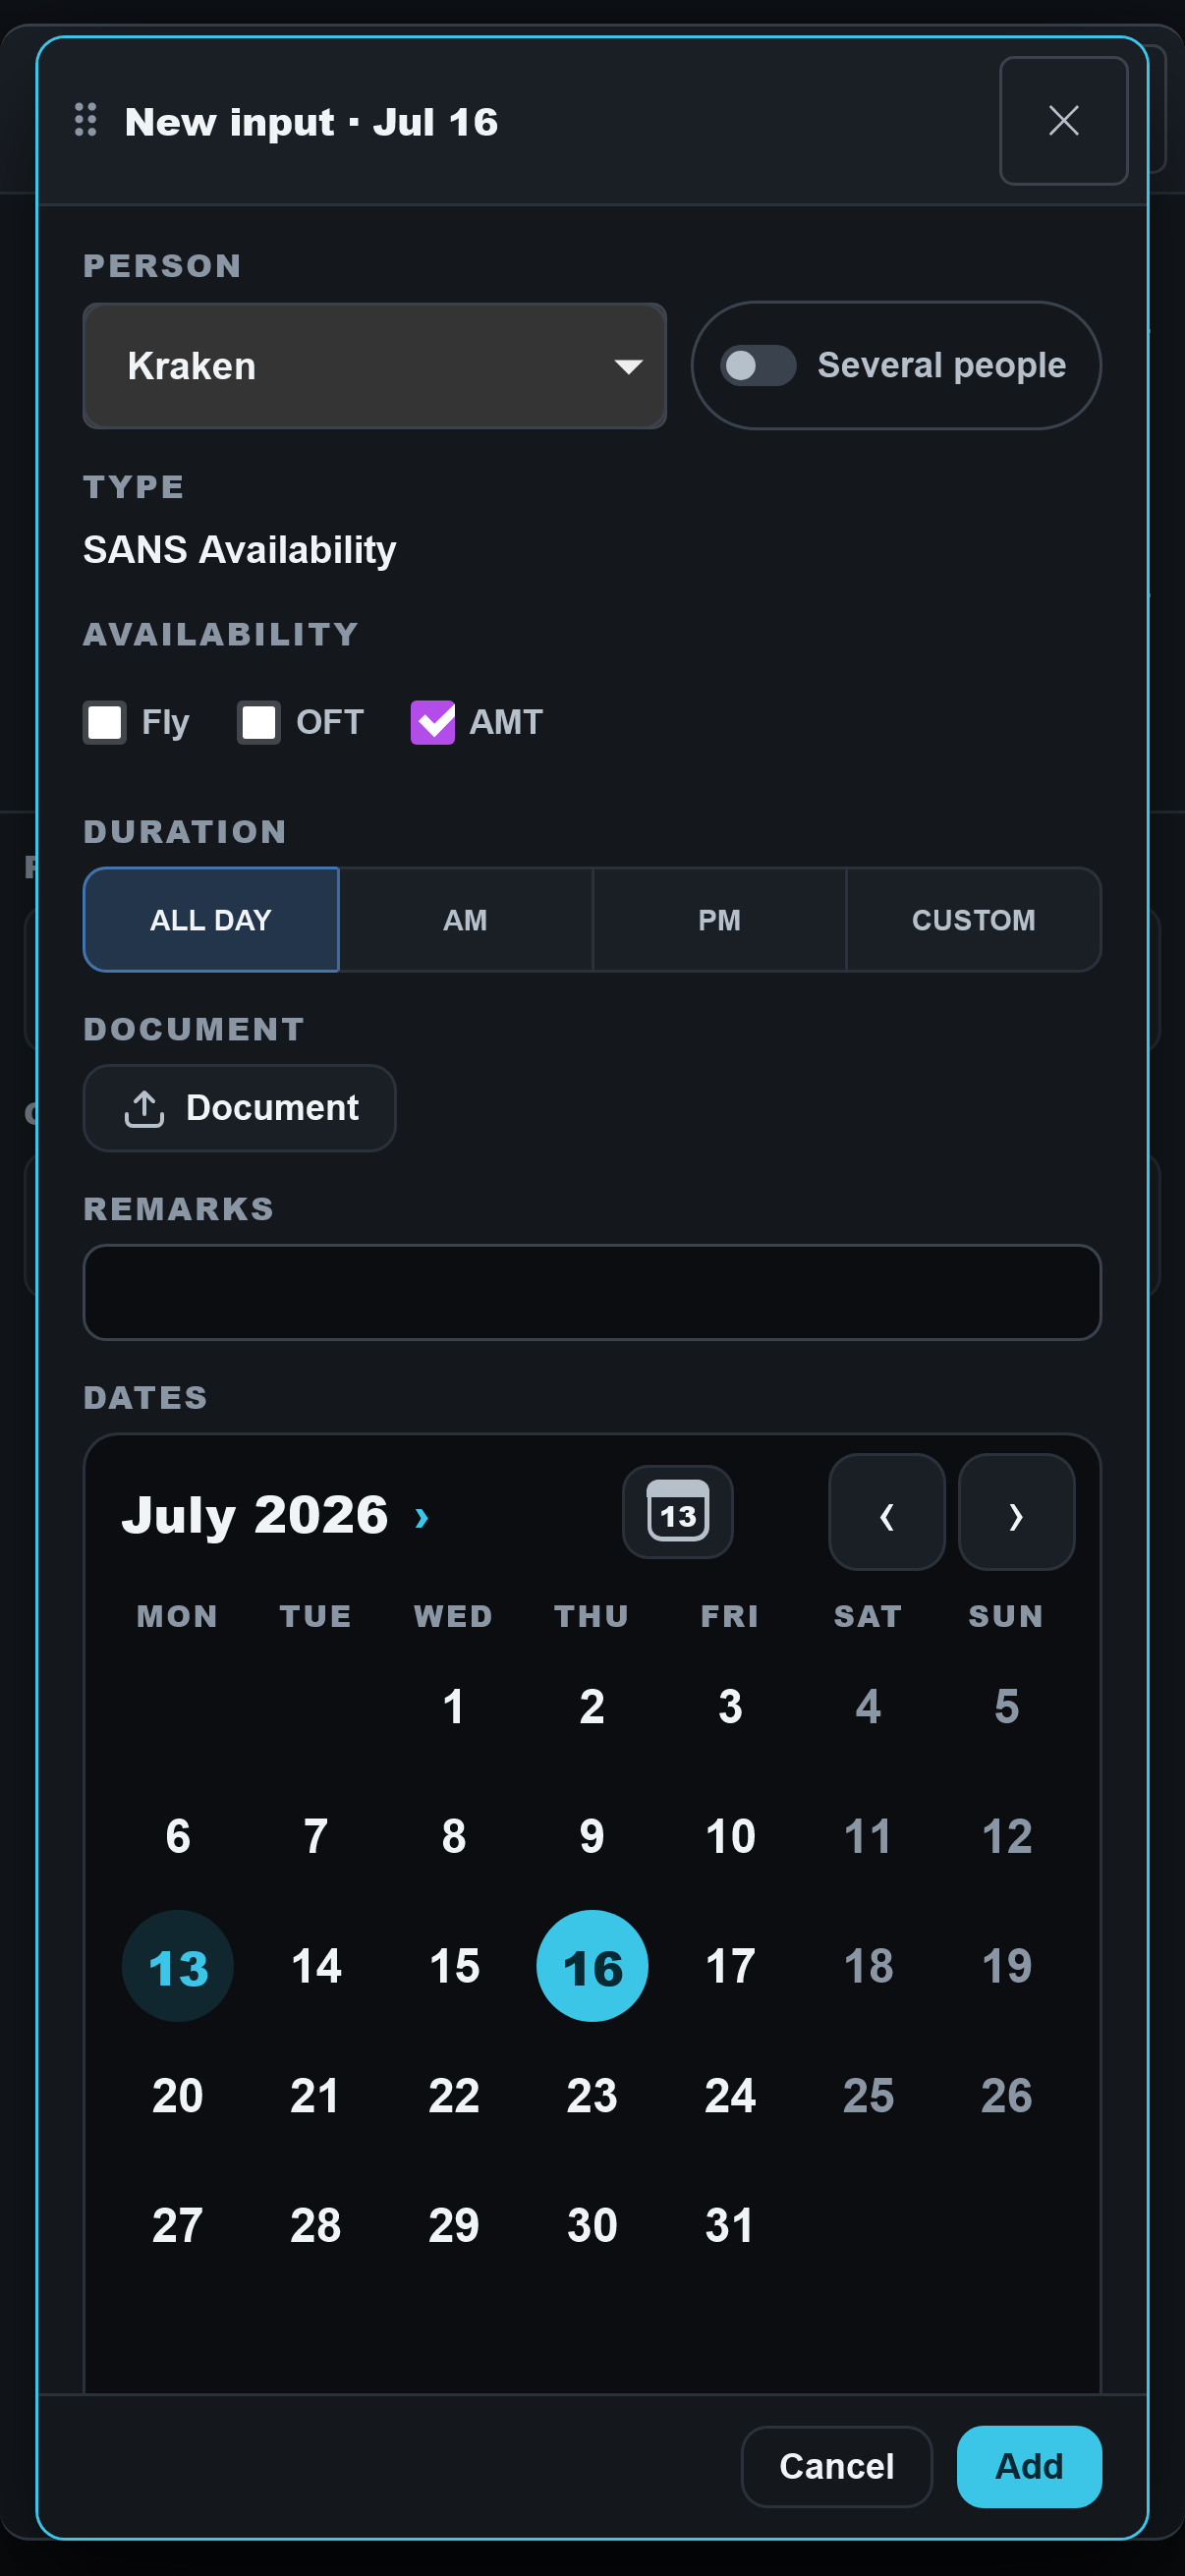 New input · Jul 16
PERSON
Kraken
Several people
TYPE
SANS Availability
AVAILABILITY
Fly OFT AMT
DURATION
ALL DAY AM PM CUSTOM
DOCUMENT
Document
REMARKS
DATES
July 2026 ›
13
‹ ›
MON TUE WED THU FRI SAT SUN
1 2 3 4 5
6 7 8 9 10 11 12
13 14 15 16 17 18 19
20 21 22 23 24 25 26
27 28 29 30 31
Cancel Add